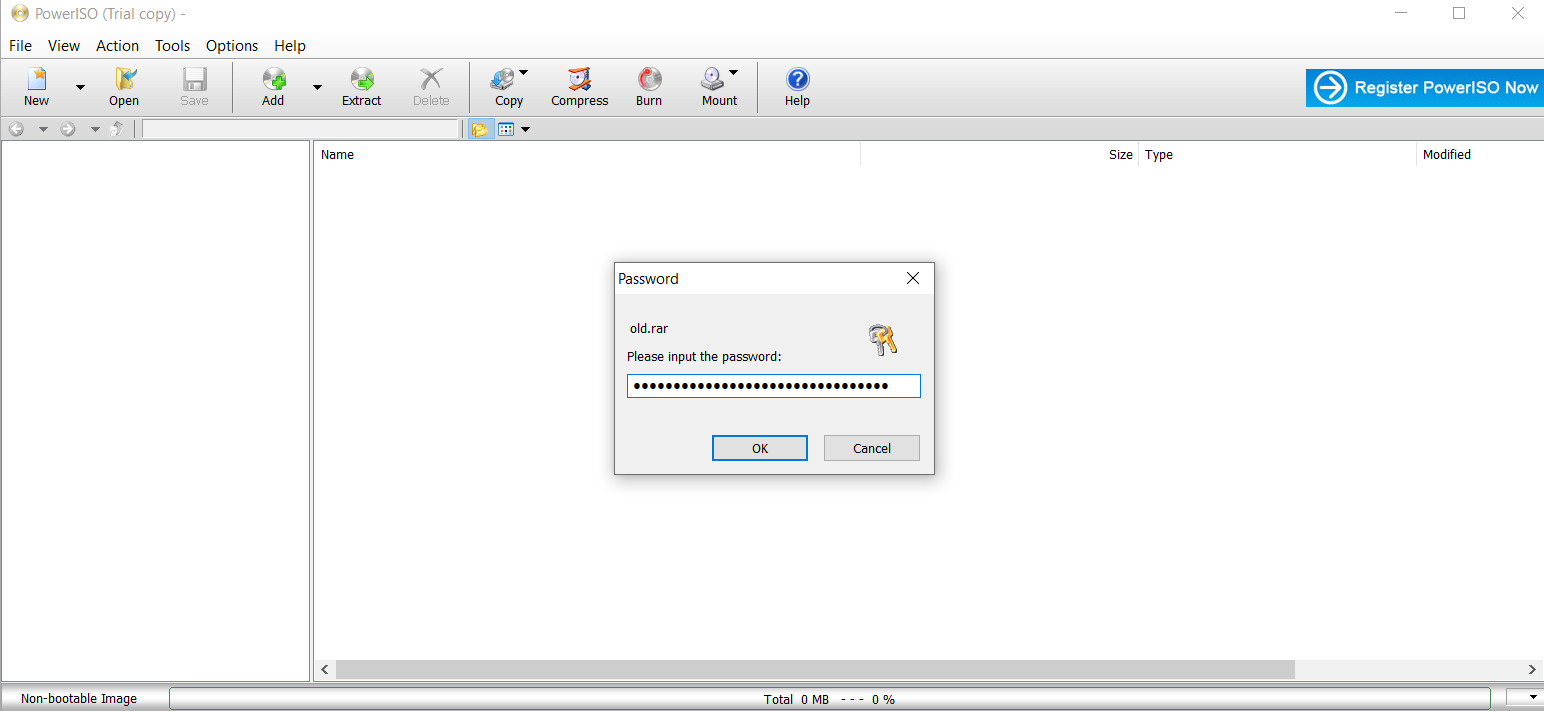 PowerISO (Trial copy) -
File View Action Tools Options Help
New Open Save Add Extract Delete Copy Compress Burn Mount Help
Register PowerISO Now
Name Size Type Modified
Password
old.rar
Please input the password:
OK Cancel
Non-bootable Image Total 0 MB - - - 0 %